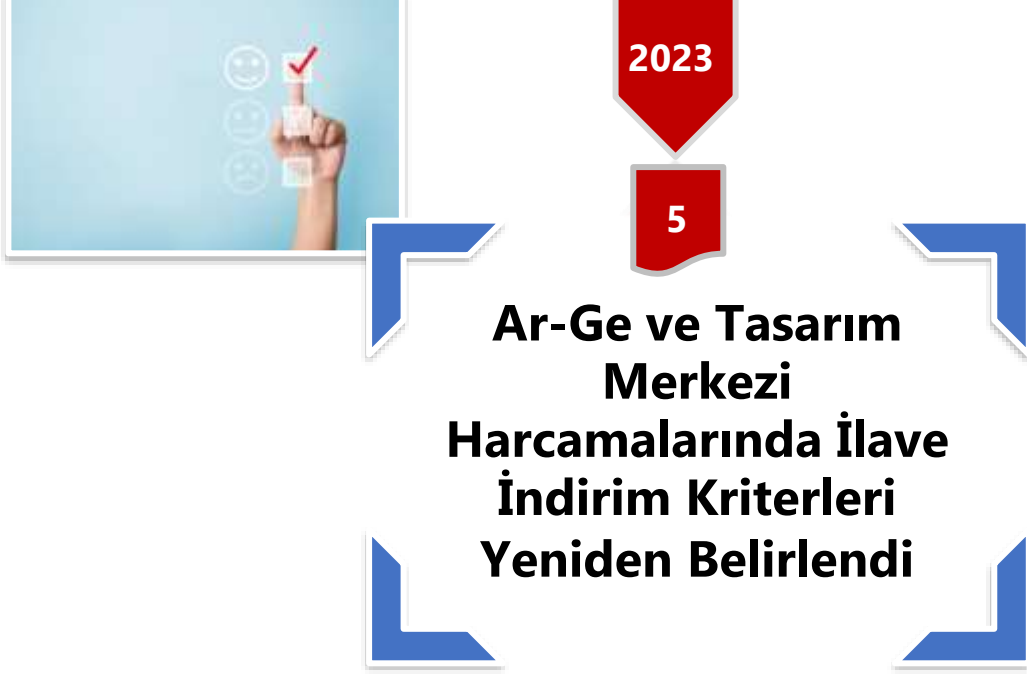 2023
5
Ar-Ge ve Tasarım
Merkezi
Harcamalarında İlave
İndirim Kriterleri
Yeniden Belirlendi